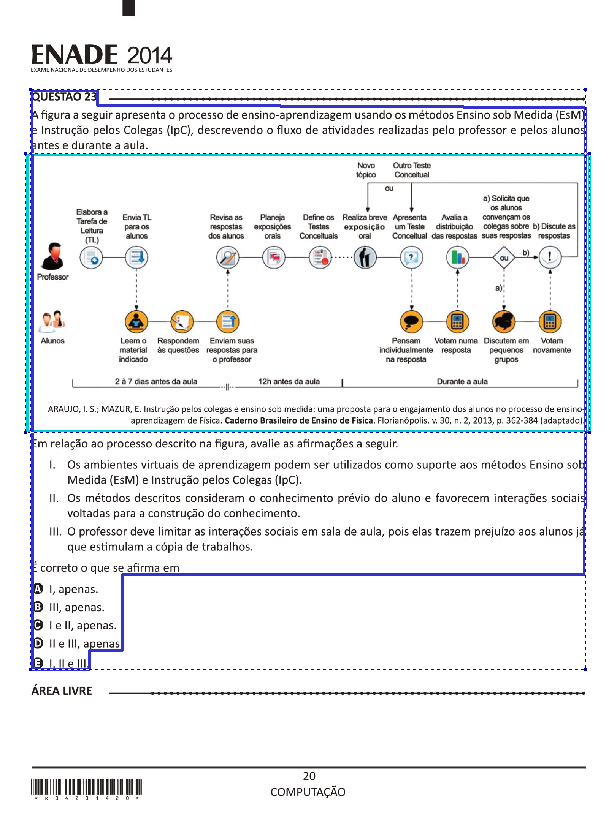 ENADE 2014
EXAME NACIONAL DE DESEMPENHO DOS ESTUDANTES
QUESTÃO 23
A figura a seguir apresenta o processo de ensino-aprendizagem usando os métodos Ensino sob Medida (EsM)
e Instrução pelos Colegas (IpC), descrevendo o fluxo de atividades realizadas pelo professor e pelos alunos
antes e durante a aula.
Novo
tópico
Outro Teste
Conceitual
ou
Elabora a
Tarefa de
Leitura
(TL)
Envia TL
para os
alunos
Revisa as
respostas
dos alunos
Planeja
exposições
orais
Define os
Testes
Conceituais
Realiza breve
exposição
oral
Apresenta
um Teste
Conceitual
Avalia a
distribuição
das respostas
a) Solicita que
os alunos
convençam os
colegas sobre
suas respostas
b) Discute as
respostas
ou
b)
Professor
a)
Alunos
Leem o
material
indicado
Respondem
às questões
Enviam suas
respostas para
o professor
Pensam
individualmente
na resposta
Votam numa
resposta
Discutem em
pequenos
grupos
Votam
novamente
2 à 7 dias antes da aula
12h antes da aula
Durante a aula
ARAUJO, I. S.; MAZUR, E. Instrução pelos colegas e ensino sob medida: uma proposta para o engajamento dos alunos no processo de ensino-
aprendizagem de Física. Caderno Brasileiro de Ensino de Física. Florianópolis. v. 30, n. 2, 2013, p. 362-384 (adaptado).
Em relação ao processo descrito na figura, avalie as afirmações a seguir.
I. Os ambientes virtuais de aprendizagem podem ser utilizados como suporte aos métodos Ensino sob
Medida (EsM) e Instrução pelos Colegas (IpC).
II. Os métodos descritos consideram o conhecimento prévio do aluno e favorecem interações sociais
voltadas para a construção do conhecimento.
III. O professor deve limitar as interações sociais em sala de aula, pois elas trazem prejuízo aos alunos já
que estimulam a cópia de trabalhos.
É correto o que se afirma em
A I, apenas.
B III, apenas.
C I e II, apenas.
D II e III, apenas.
E I, II e III.
ÁREA LIVRE
20
COMPUTAÇÃO